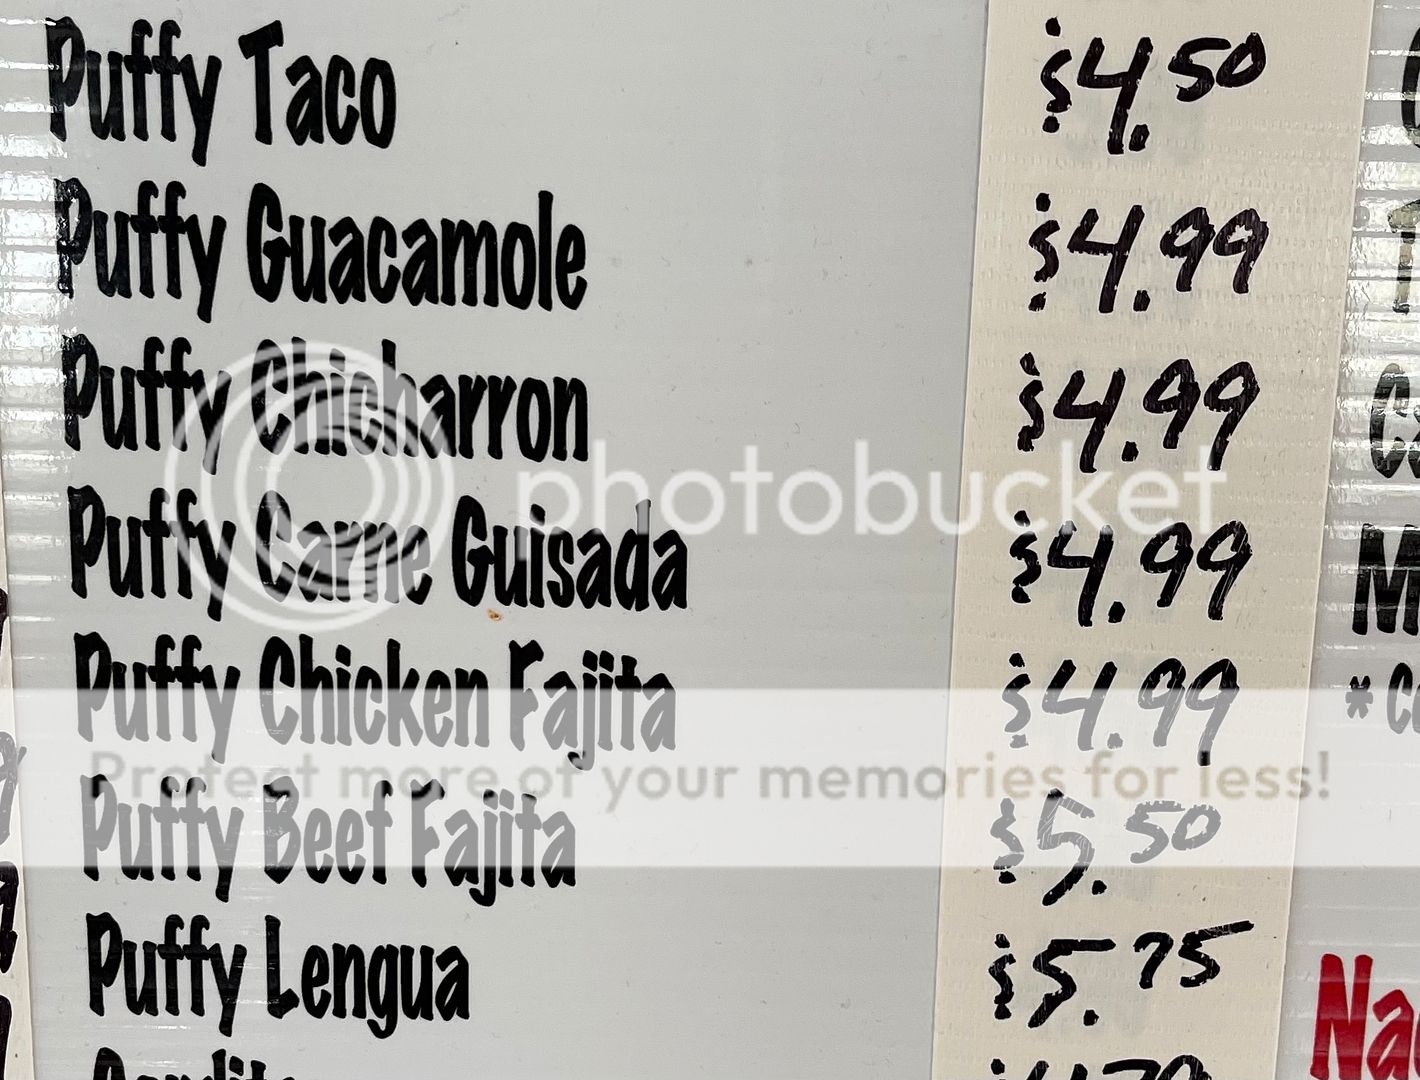 Puffy Taco $4.50
Puffy Guacamole $4.99
Puffy Chicharron $4.99
Puffy Carne Guisada $4.99
photobucket
Puffy Chicken Fajita $4.99
Protect more of your memories for less!
Puffy Beef Fajita $5.50
Puffy Lengua $5.75